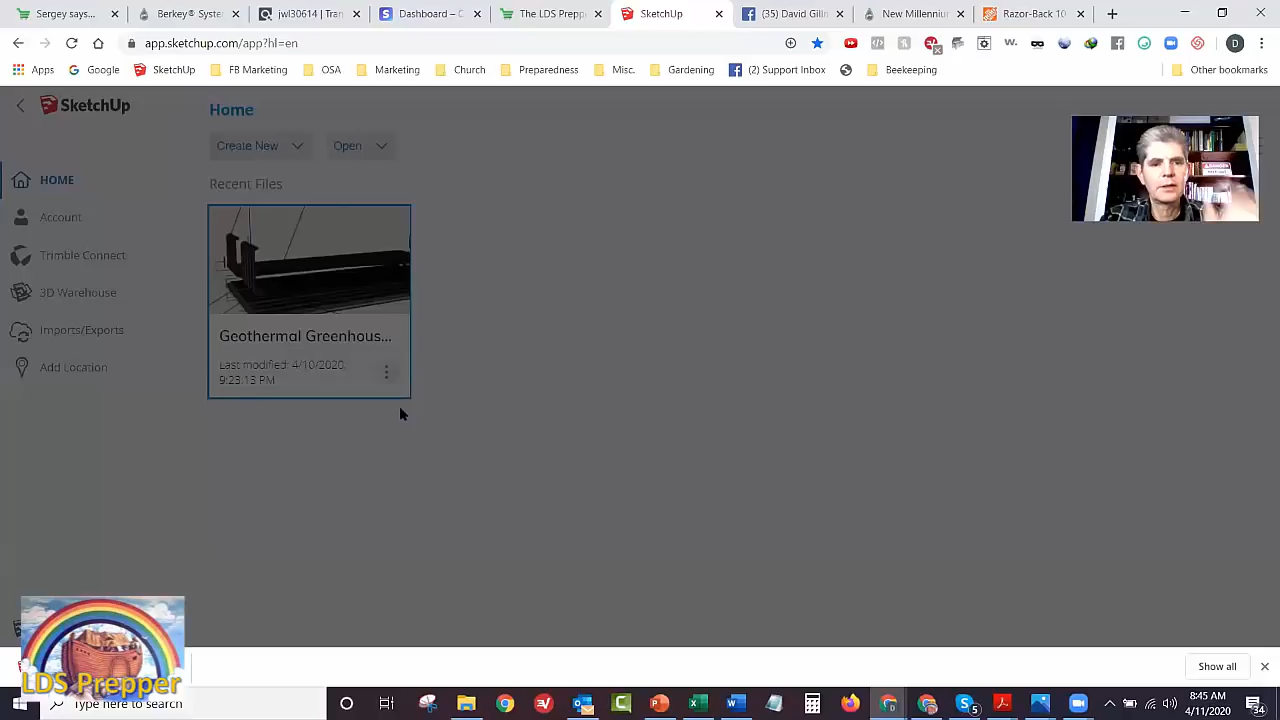 Sergey says...
Berkey® Syste
jwl30614 | Tran
Dashboard – C
The LDS Prepp
SketchUp
(35) David Gilm
New Millenniu
Razor-Back 10
app.sketchup.com/app?hl=en
D
Apps
Google
SketchUp
FB Marketing
OSA
Marketing
Church
Preparedness
Misc.
Gardening
(2) Support Inbox
Beekeeping
Other bookmarks
SketchUp
Home
Create New
Open
HOME
Recent Files
Account
Trimble Connect
3D Warehouse
Imports/Exports
Add Location
Geothermal Greenhous...
Last modified: 4/10/2020,
9:23:13 PM
DANGER
LDS Prepper
Show all
Type here to search
8:45 AM
4/11/2020